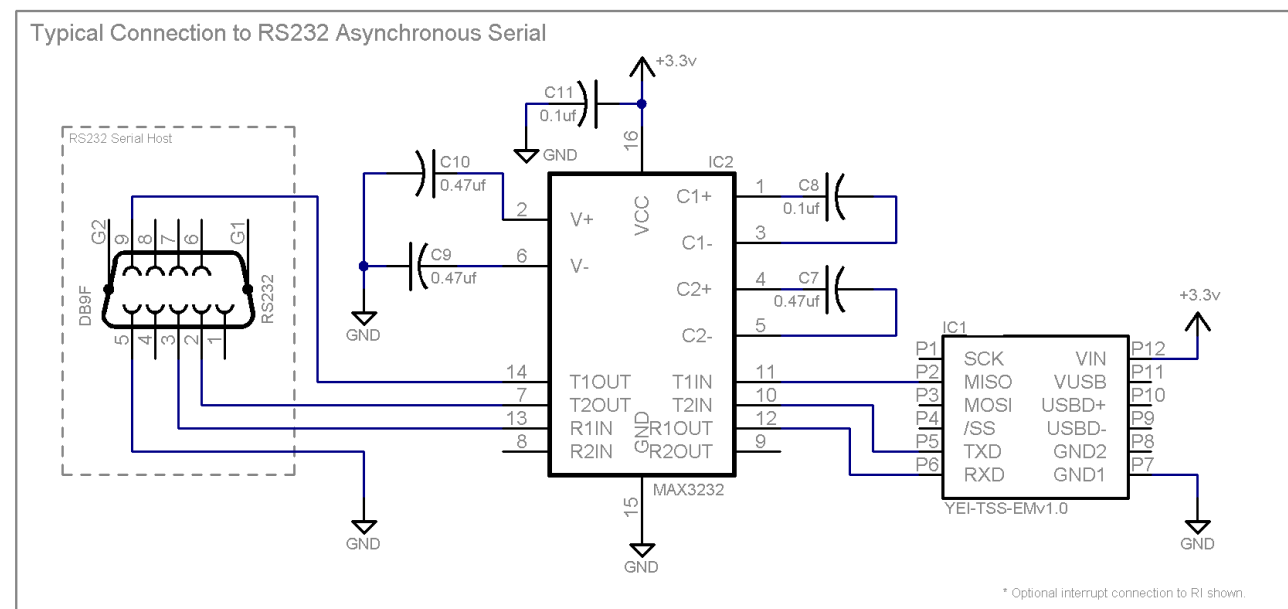 Typical Connection to RS232 Asynchronous Serial
+3.3v
C11
0.1uf
GND
16
RS232 Serial Host
C10
0.47uf
IC2
2
V+
VCC
C1+
1
C8
0.1uf
C1-
3
6
V-
C9
0.47uf
GND
C2+
4
C7
0.47uf
C2-
5
G2
9
8
7
6
G1
DB9F
RS232
5
4
3
2
1
14
T1OUT
T1IN
11
7
T2OUT
T2IN
10
13
R1IN
GND
R1OUT
12
8
R2IN
R2OUT
9
MAX3232
15
GND
GND
+3.3v
IC1
P1
SCK
VIN
P12
P2
MISO
VUSB
P11
P3
MOSI
USBD+
P10
P4
/SS
USBD-
P9
P5
TXD
GND2
P8
P6
RXD
GND1
P7
YEI-TSS-EMv1.0
GND
* Optional interrupt connection to RI shown.